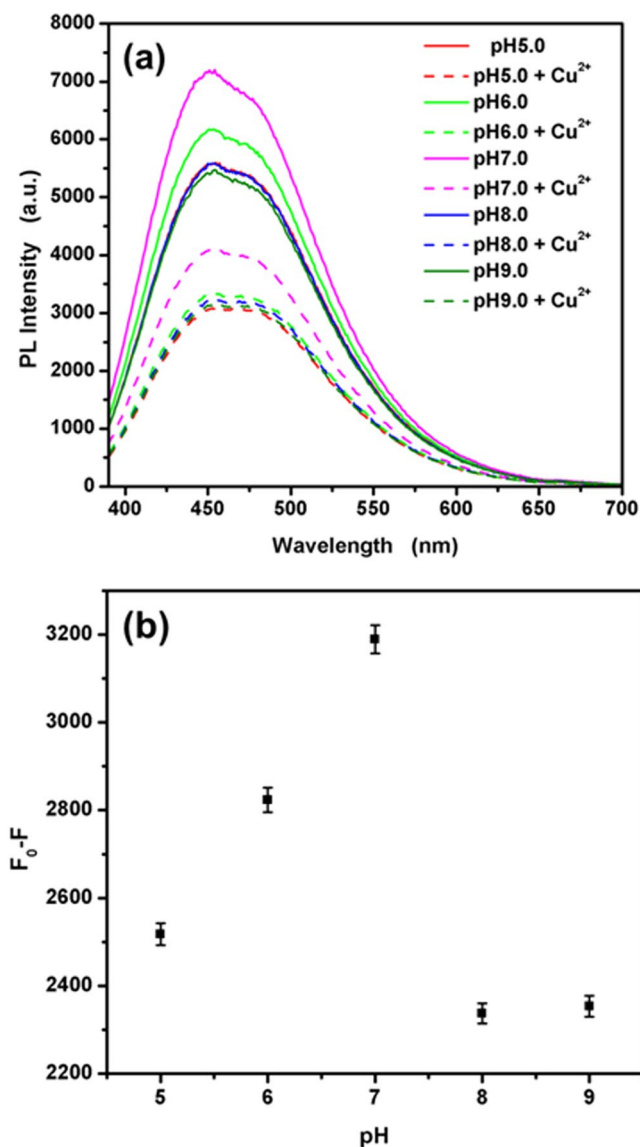 (a)
8000
7000
6000
5000
4000
3000
2000
1000
0
PL Intensity (a.u.)
pH5.0
pH5.0 + Cu²⁺
pH6.0
pH6.0 + Cu²⁺
pH7.0
pH7.0 + Cu²⁺
pH8.0
pH8.0 + Cu²⁺
pH9.0
pH9.0 + Cu²⁺
400 450 500 550 600 650 700
Wavelength (nm)
(b)
3200
3000
2800
2600
2400
2200
F₀-F
5 6 7 8 9
pH